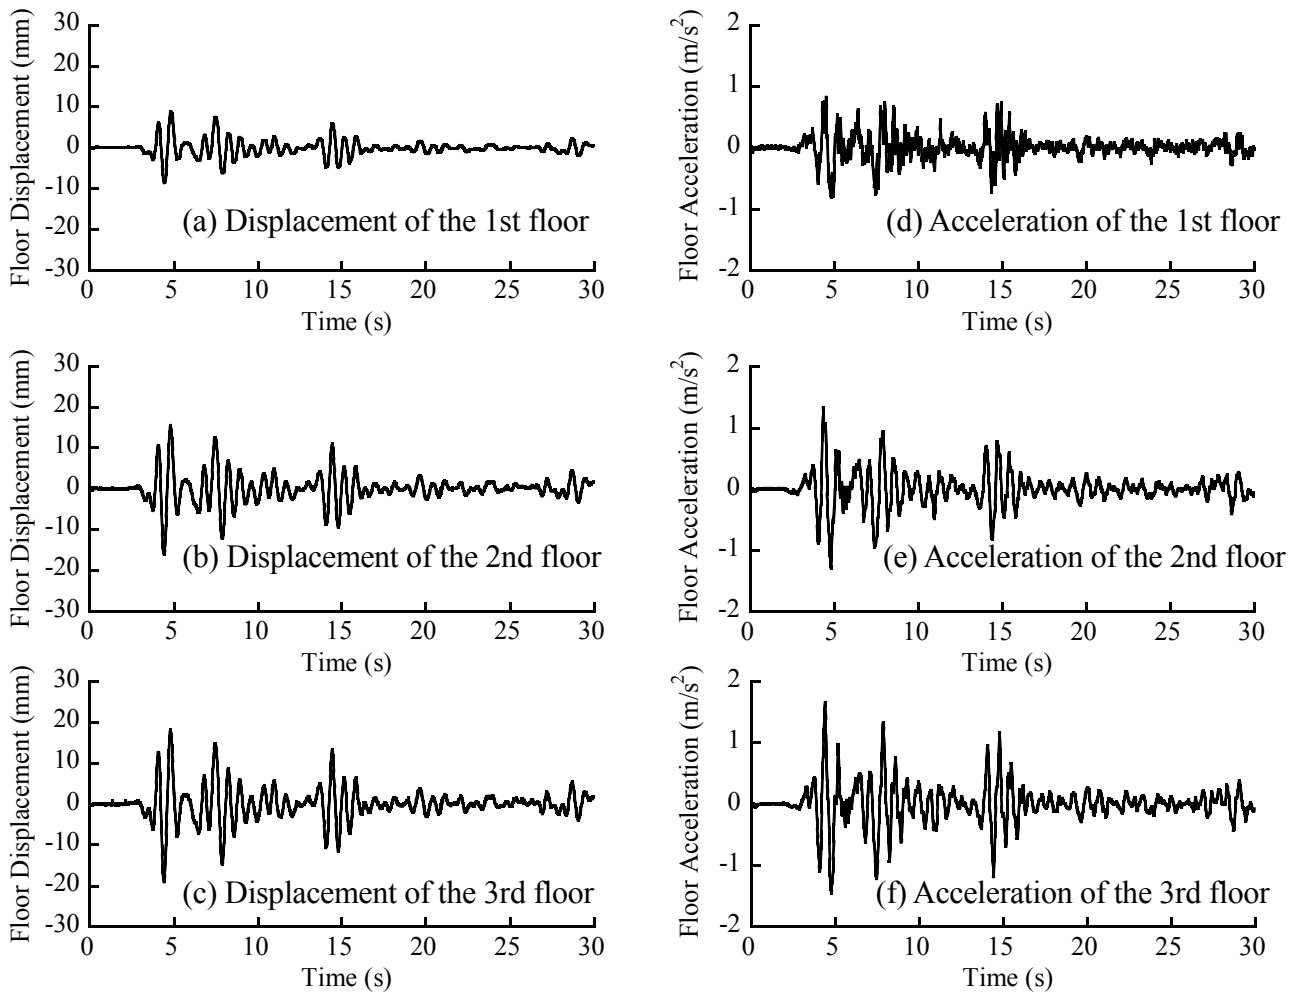 Floor Displacement (mm)
30
20
10
0
-10
-20
-30
(a) Displacement of the 1st floor
0 5 10 15 20 25 30
Time (s)
Floor Acceleration (m/s²)
2
1
0
-1
-2
(d) Acceleration of the 1st floor
0 5 10 15 20 25 30
Time (s)
Floor Displacement (mm)
30
20
10
0
-10
-20
-30
(b) Displacement of the 2nd floor
0 5 10 15 20 25 30
Time (s)
Floor Acceleration (m/s²)
2
1
0
-1
-2
(e) Acceleration of the 2nd floor
0 5 10 15 20 25 30
Time (s)
Floor Displacement (mm)
30
20
10
0
-10
-20
-30
(c) Displacement of the 3rd floor
0 5 10 15 20 25 30
Time (s)
Floor Acceleration (m/s²)
2
1
0
-1
-2
(f) Acceleration of the 3rd floor
0 5 10 15 20 25 30
Time (s)